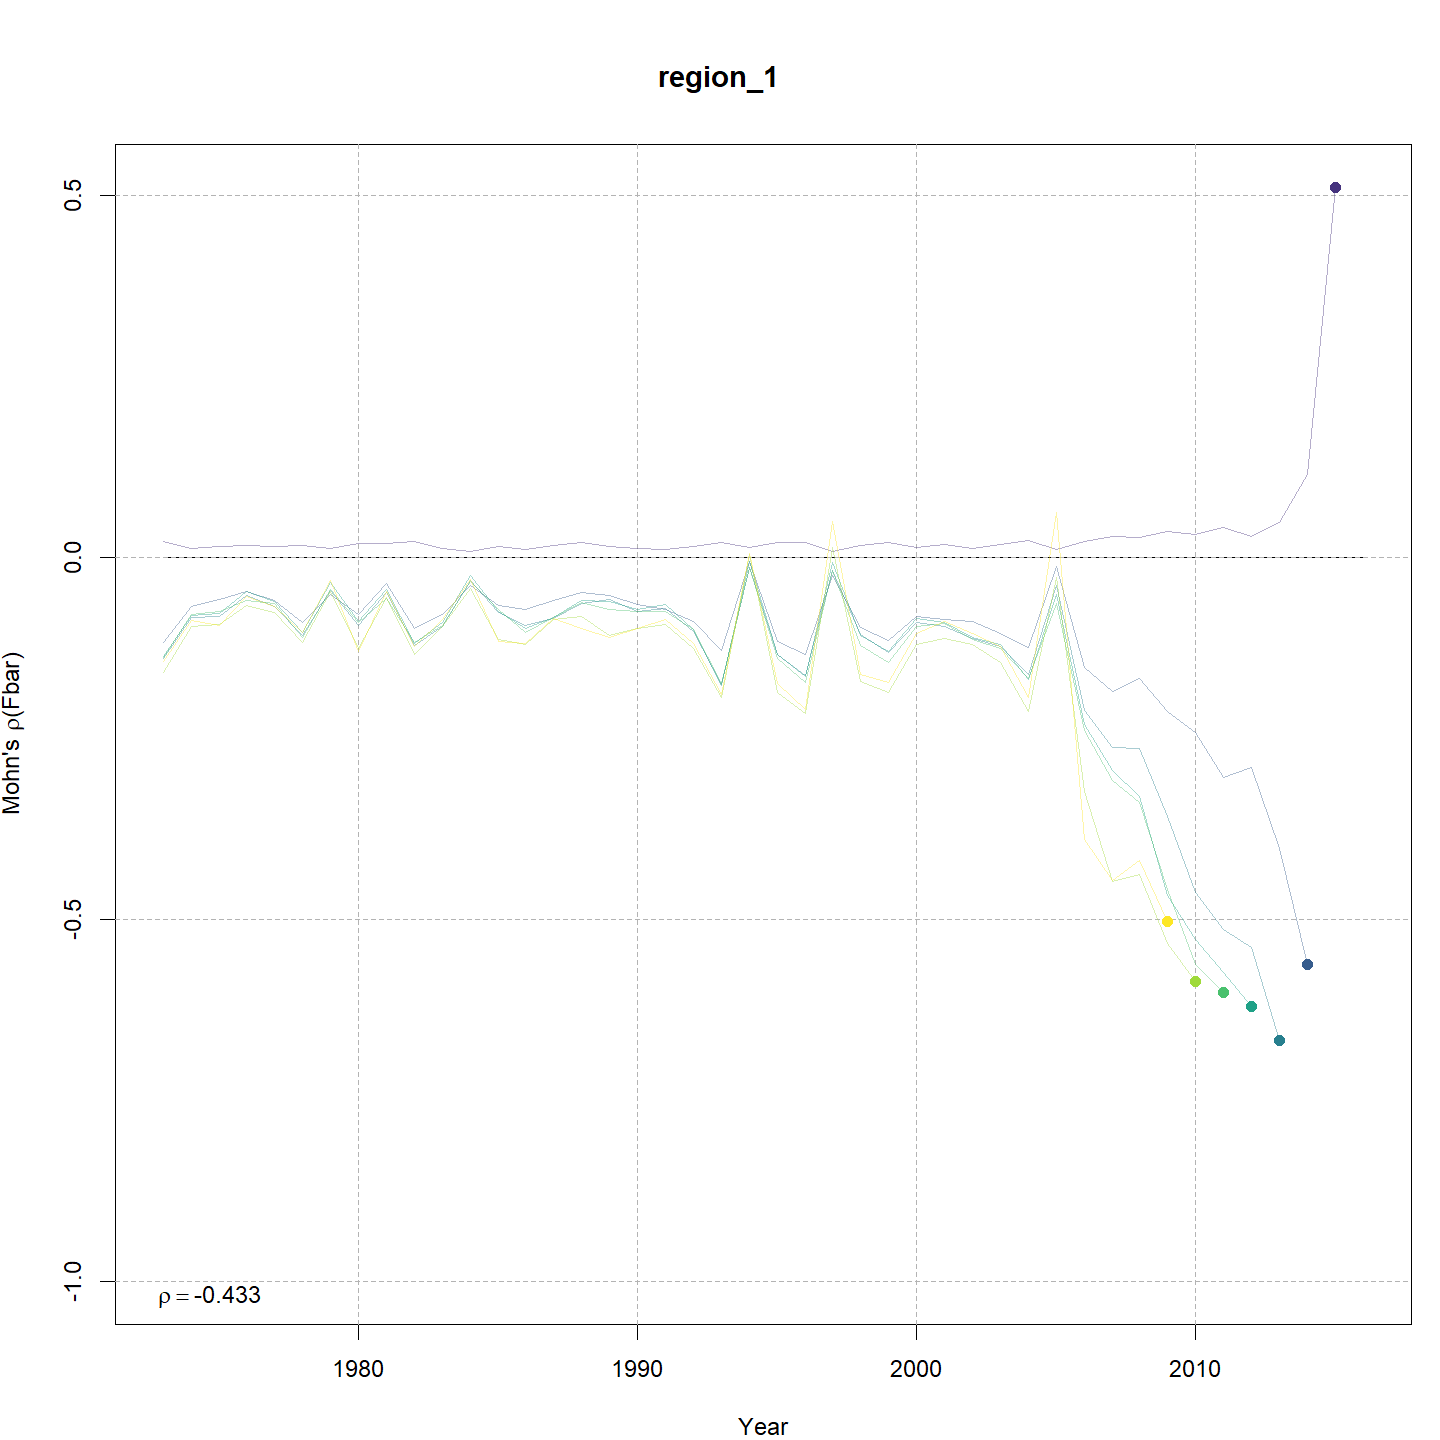 region_1
Mohn's ρ(Fbar)
0.5
0.0
-0.5
-1.0
ρ = -0.433
1980 1990 2000 2010
Year